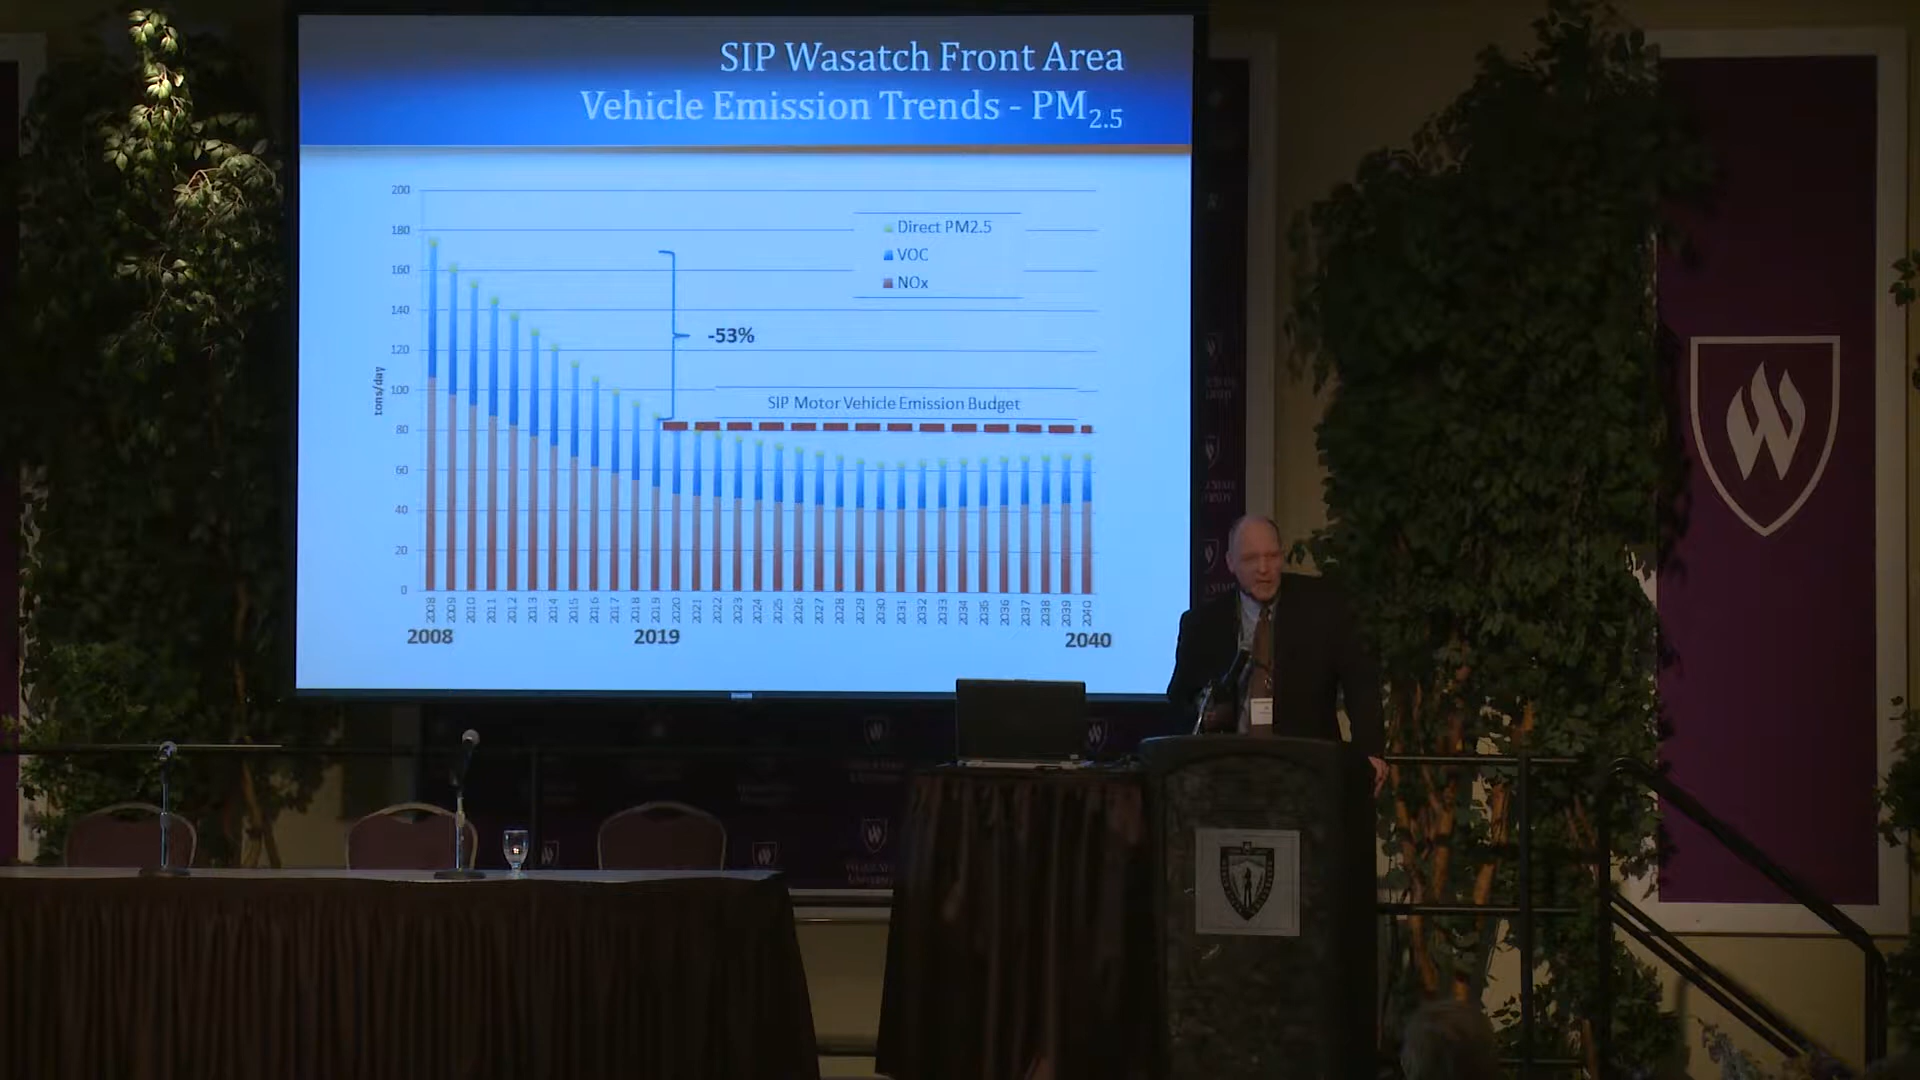 SIP Wasatch Front Area
Vehicle Emission Trends - PM2.5
200
180
160
140
120
100
80
60
40
20
0
tons/day
Direct PM2.5
VOC
NOx
-53%
SIP Motor Vehicle Emission Budget
2008 2009 2010 2011 2012 2013 2014 2015 2016 2017 2018 2019 2020 2021 2022 2023 2024 2025 2026 2027 2028 2029 2030 2031 2032 2033 2034 2035 2036 2037 2038 2039 2040
2008 2019 2040
W